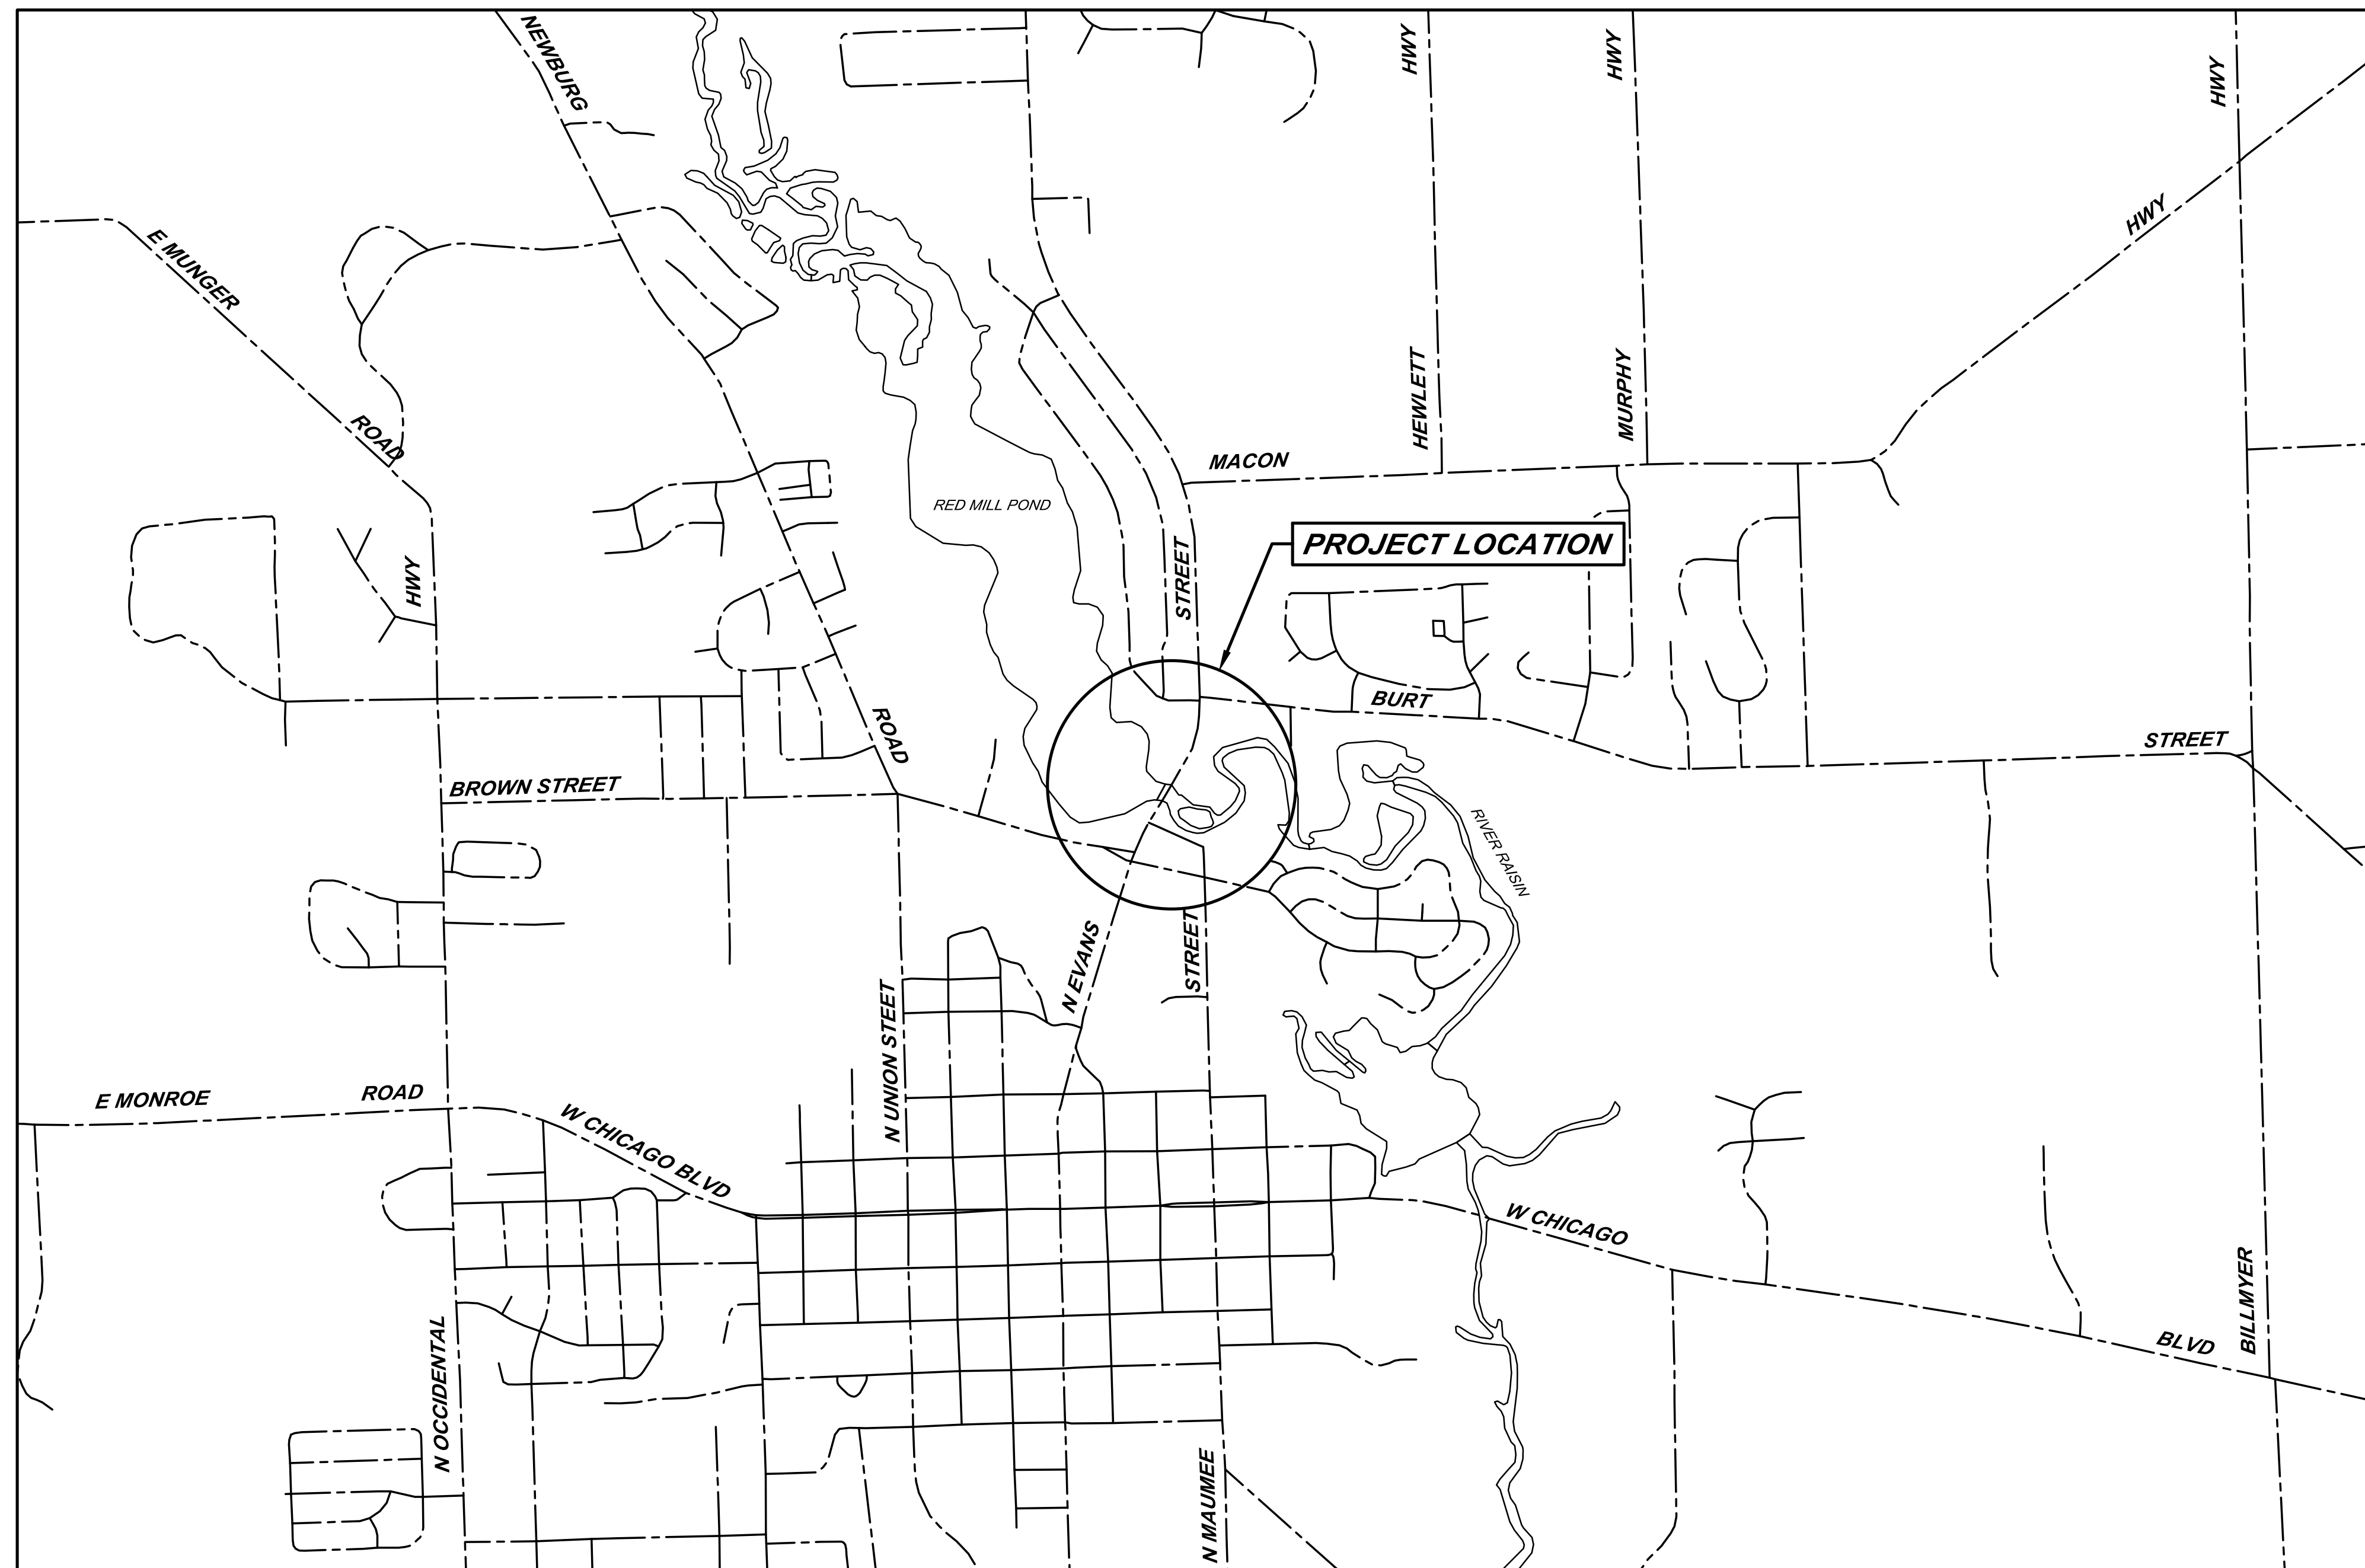 NEWBURG
HWY
HWY
HWY
HWY
E MUNGER
ROAD
HEWLETT
MURPHY
MACON
RED MILL POND
PROJECT LOCATION
STREET
HWY
BURT
ROAD
STREET
BROWN STREET
RIVER RAISIN
N EVANS
STREET
N UNION STEET
E MONROE
ROAD
W CHICAGO BLVD
W CHICAGO
BILLMYER
BLVD
N OCCIDENTAL
N MAUMEE